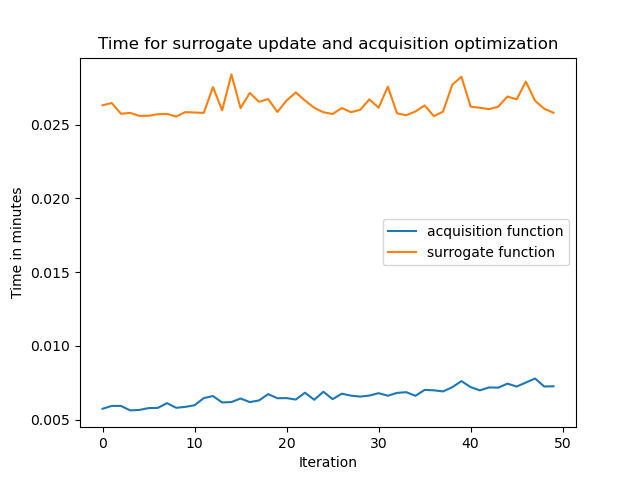 Time for surrogate update and acquisition optimization
0.025
0.020
0.015
0.010
0.005
Time in minutes
acquisition function
surrogate function
0 10 20 30 40 50
Iteration